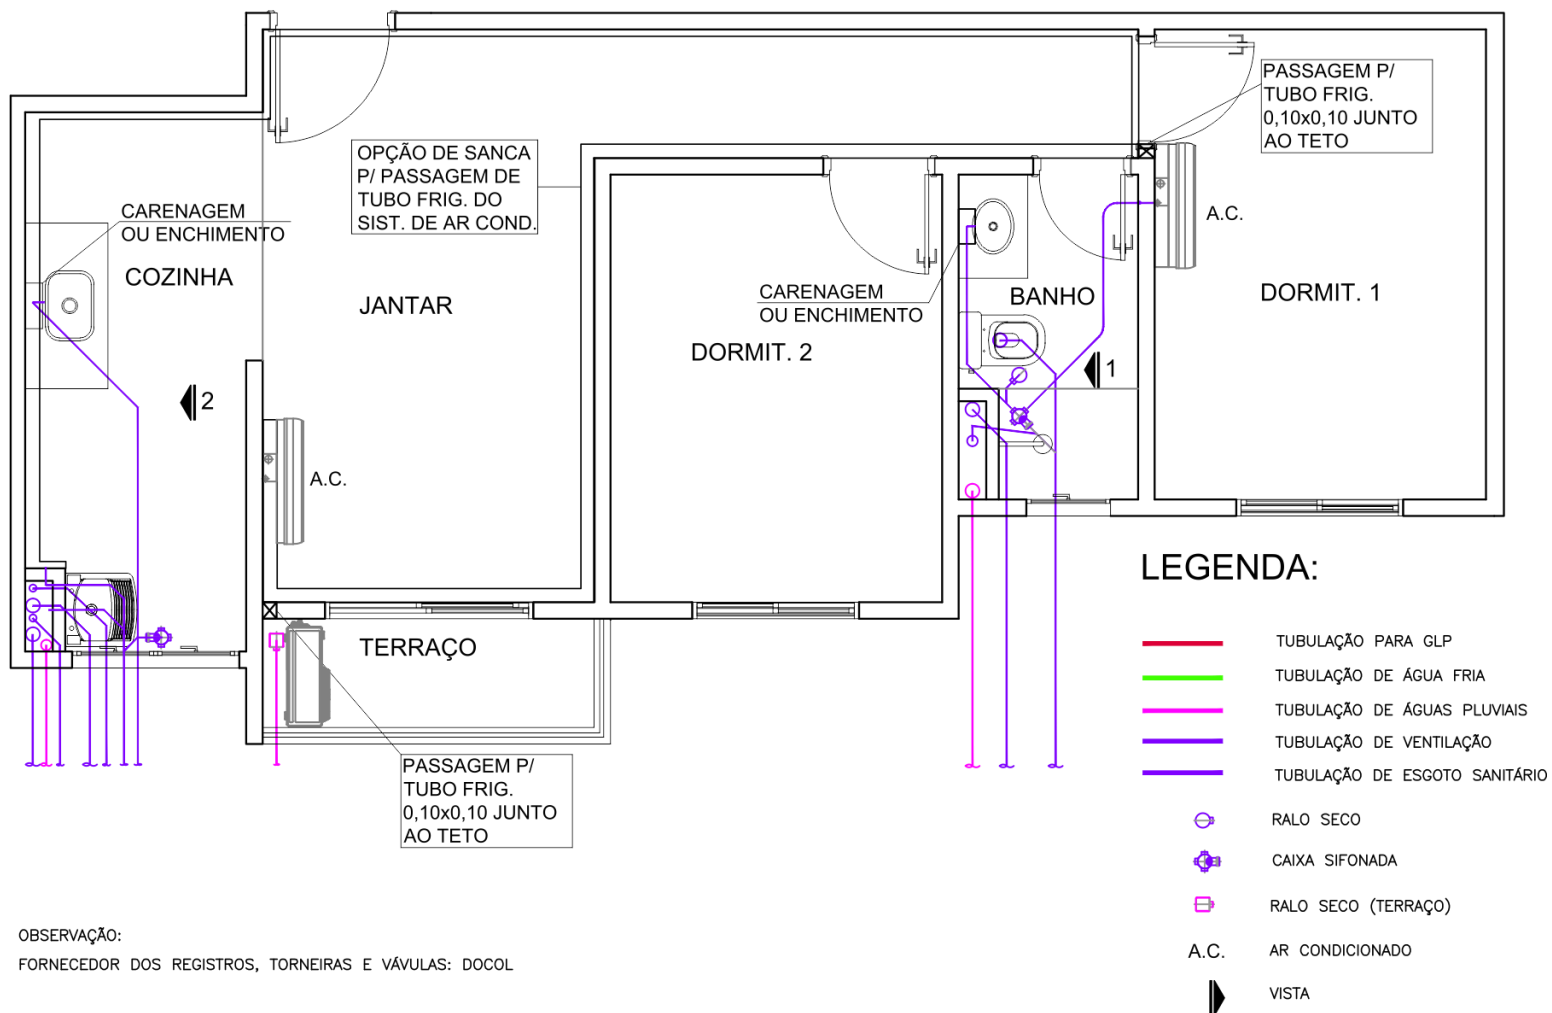 PASSAGEM P/
TUBO FRIG.
0,10x0,10 JUNTO
AO TETO
OPÇÃO DE SANCA
P/ PASSAGEM DE
TUBO FRIG. DO
SIST. DE AR COND.
CARENAGEM
OU ENCHIMENTO
COZINHA
JANTAR
A.C.
DORMIT. 1
BANHO
CARENAGEM
OU ENCHIMENTO
DORMIT. 2
1
2
A.C.
TERRAÇO
PASSAGEM P/
TUBO FRIG.
0,10x0,10 JUNTO
AO TETO
LEGENDA:
TUBULAÇÃO PARA GLP
TUBULAÇÃO DE ÁGUA FRIA
TUBULAÇÃO DE ÁGUAS PLUVIAIS
TUBULAÇÃO DE VENTILAÇÃO
TUBULAÇÃO DE ESGOTO SANITÁRIO
RALO SECO
CAIXA SIFONADA
RALO SECO (TERRAÇO)
A.C. AR CONDICIONADO
VISTA
OBSERVAÇÃO:
FORNECEDOR DOS REGISTROS, TORNEIRAS E VÁVULAS: DOCOL